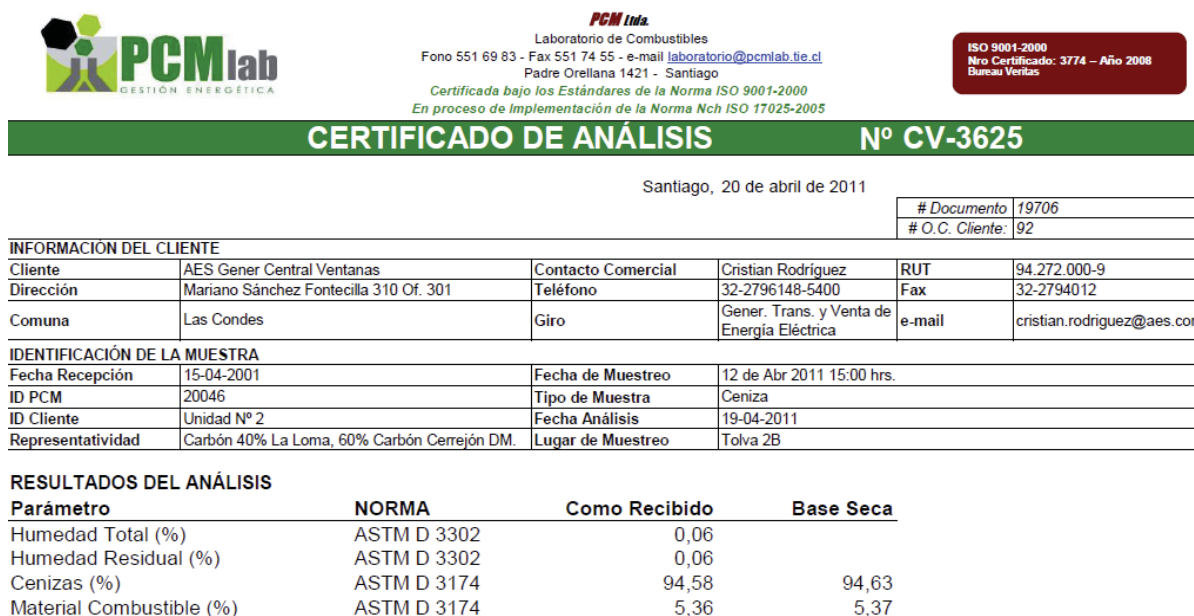 PCMlab
GESTIÓN ENERGÉTICA
PCM Ltda.
Laboratorio de Combustibles
Fono 551 69 83 - Fax 551 74 55 - e-mail laboratorio@pcmlab.tie.cl
Padre Orellana 1421 - Santiago
Certificada bajo los Estándares de la Norma ISO 9001-2000
En proceso de Implementación de la Norma Nch ISO 17025-2005
ISO 9001-2000
Nro Certificado: 3774 – Año 2008
Bureau Veritas
CERTIFICADO DE ANÁLISIS Nº CV-3625
Santiago, 20 de abril de 2011
# Documento 19706
# O.C. Cliente: 92
INFORMACIÓN DEL CLIENTE
Cliente AES Gener Central Ventanas Contacto Comercial Cristian Rodríguez RUT 94.272.000-9
Dirección Mariano Sánchez Fontecilla 310 Of. 301 Teléfono 32-2796148-5400 Fax 32-2794012
Comuna Las Condes Giro Gener. Trans. y Venta de Energía Eléctrica e-mail cristian.rodriguez@aes.com
IDENTIFICACIÓN DE LA MUESTRA
Fecha Recepción 15-04-2001 Fecha de Muestreo 12 de Abr 2011 15:00 hrs.
ID PCM 20046 Tipo de Muestra Ceniza
ID Cliente Unidad Nº 2 Fecha Análisis 19-04-2011
Representatividad Carbón 40% La Loma, 60% Carbón Cerrejón DM. Lugar de Muestreo Tolva 2B
RESULTADOS DEL ANÁLISIS
Parámetro NORMA Como Recibido Base Seca
Humedad Total (%) ASTM D 3302 0,06
Humedad Residual (%) ASTM D 3302 0,06
Cenizas (%) ASTM D 3174 94,58 94,63
Material Combustible (%) ASTM D 3174 5,36 5,37